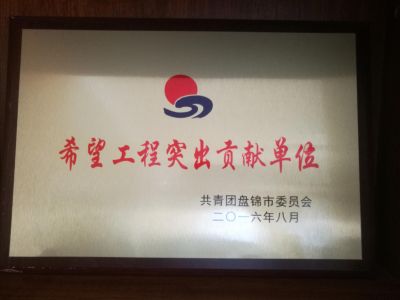 希望工程突出贡献单位
共青团盘锦市委员会
二〇一六年八月